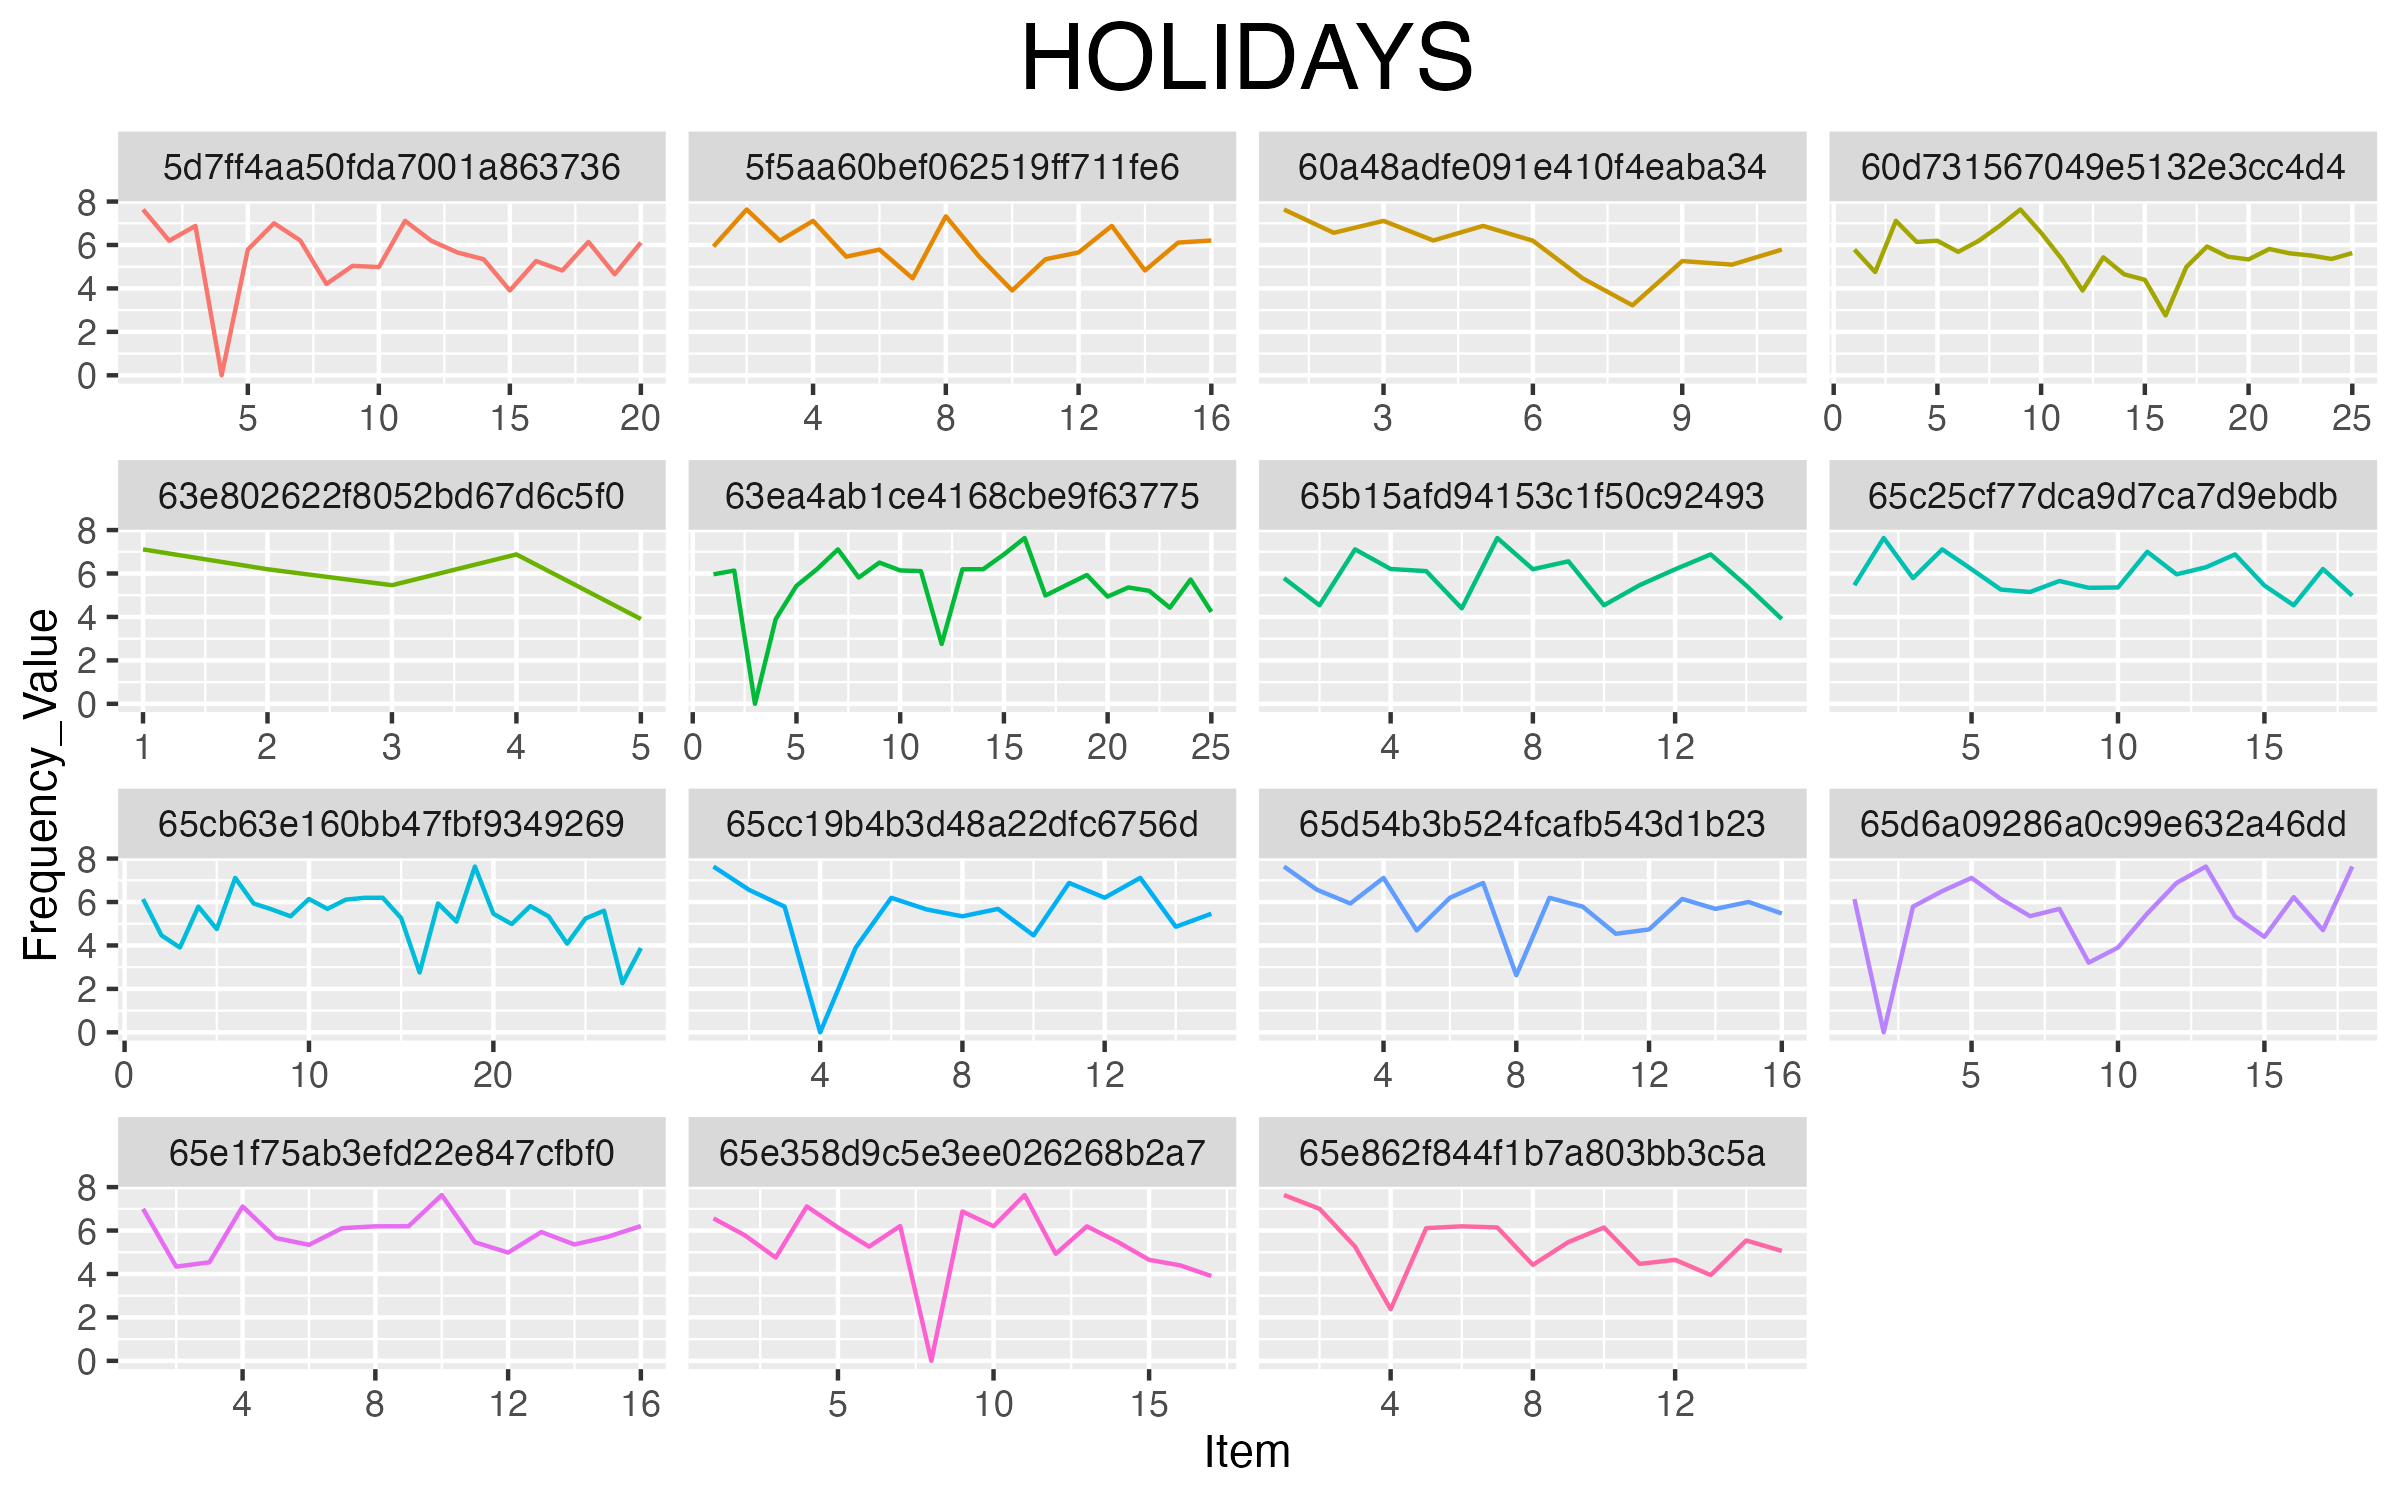 HOLIDAYS
5d7ff4aa50fda7001a863736 5f5aa60bef062519ff711fe6 60a48adfe091e410f4eaba34 60d731567049e5132e3cc4d4
8
6
4
2
0
5 10 15 20 4 8 12 16 3 6 9 0 5 10 15 20 25
63e802622f8052bd67d6c5f0 63ea4ab1ce4168cbe9f63775 65b15afd94153c1f50c92493 65c25cf77dca9d7ca7d9ebdb
8
6
4
2
0
1 2 3 4 5 0 5 10 15 20 25 4 8 12 5 10 15
Frequency_Value
65cb63e160bb47fbf9349269 65cc19b4b3d48a22dfc6756d 65d54b3b524fcafb543d1b23 65d6a09286a0c99e632a46dd
8
6
4
2
0
0 10 20 4 8 12 4 8 12 16 5 10 15
65e1f75ab3efd22e847cfbf0 65e358d9c5e3ee026268b2a7 65e862f844f1b7a803bb3c5a
8
6
4
2
0
4 8 12 16 5 10 15 4 8 12
Item